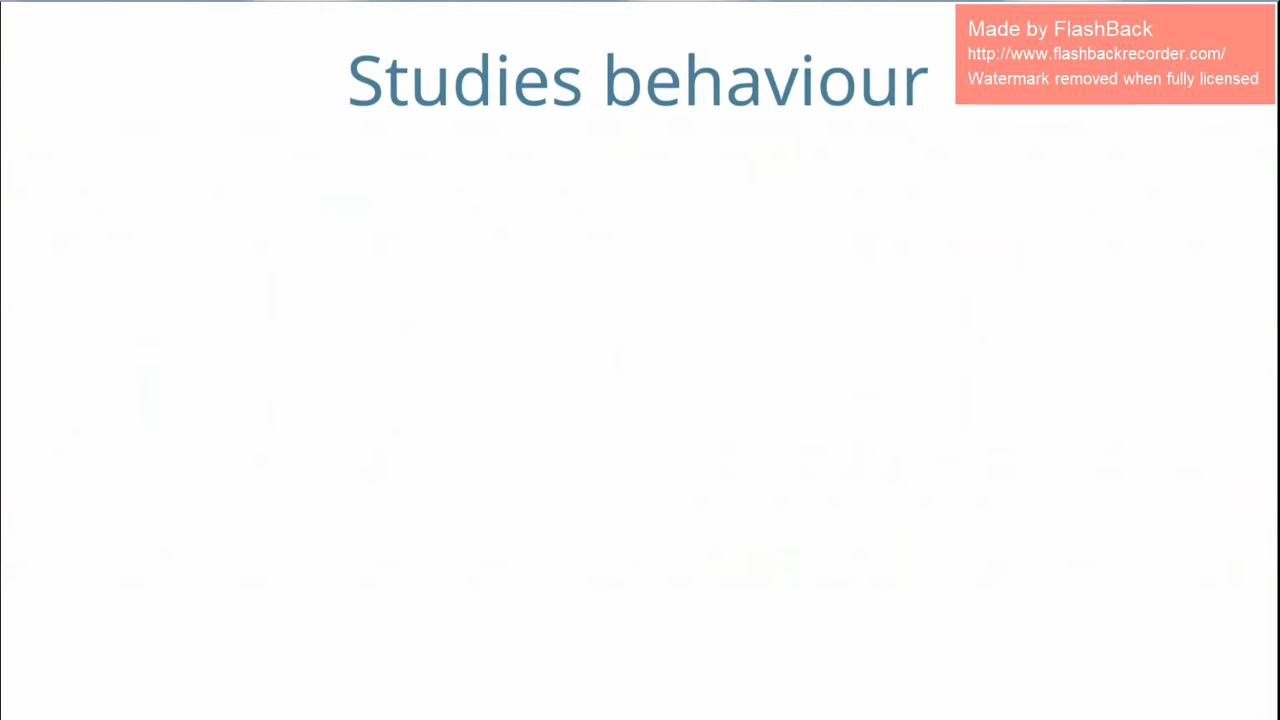 Studies behaviour
Made by FlashBack
http://www.flashbackrecorder.com/
Watermark removed when fully licensed